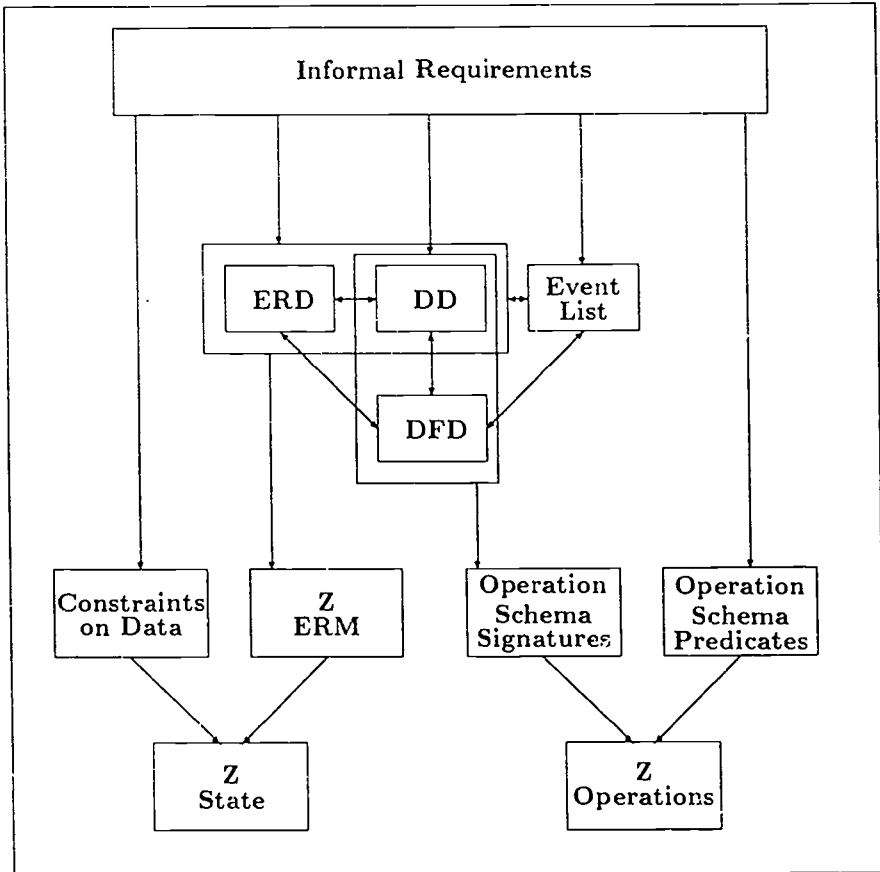 Informal Requirements
ERD
DD
Event
List
DFD
Constraints
on Data
Z
ERM
Operation
Schema
Signatures
Operation
Schema
Predicates
Z
State
Z
Operations